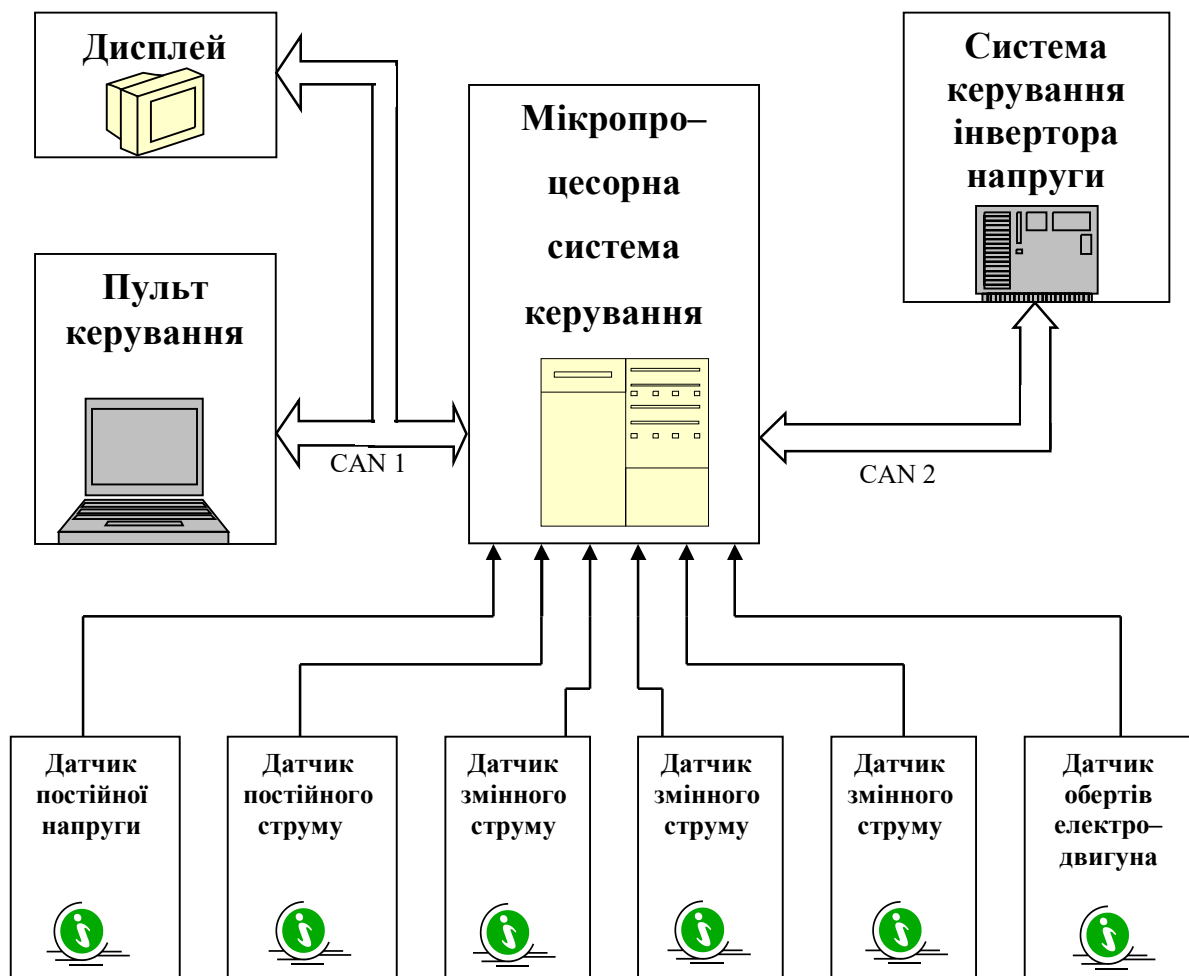 Дисплей
Мікропро–
цесорна
система
керування
Система
керування
інвертора
напруги
Пульт
керування
CAN 1
CAN 2
Датчик
постійної
напруги
Датчик
постійного
струму
Датчик
змінного
струму
Датчик
змінного
струму
Датчик
змінного
струму
Датчик
обертів
електро–
двигуна